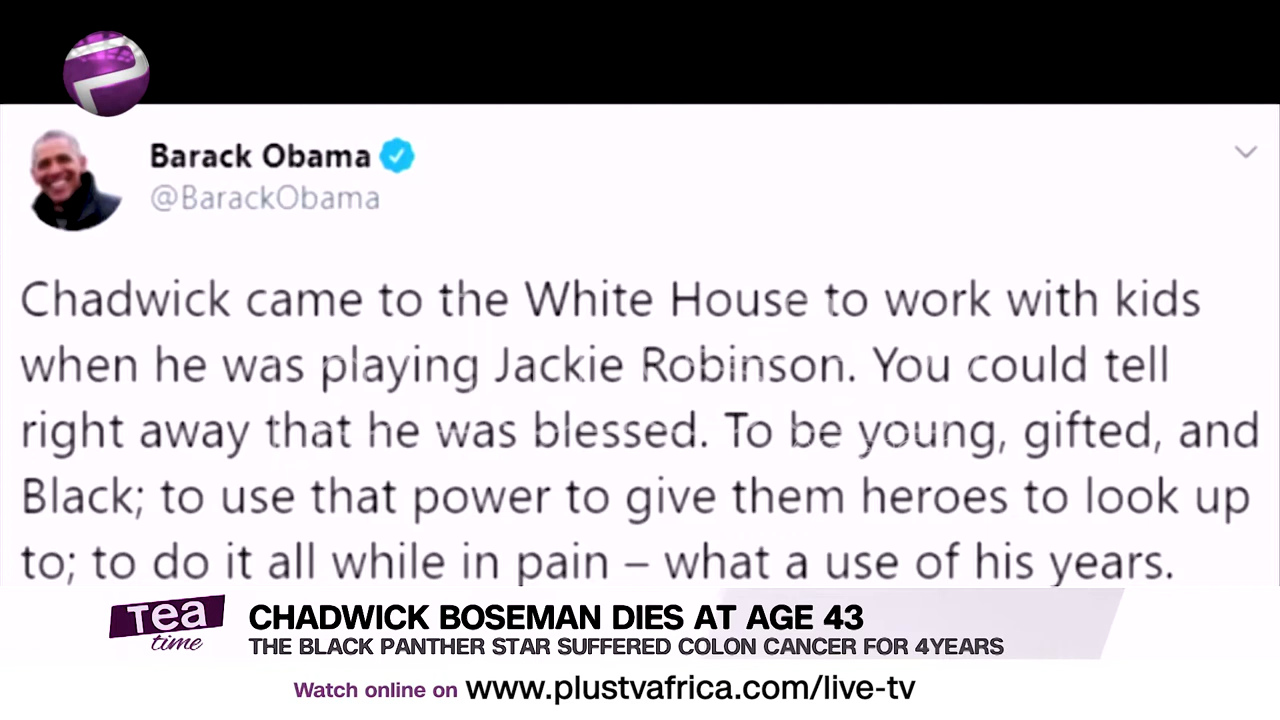 Barack Obama
@BarackObama
Chadwick came to the White House to work with kids
when he was playing Jackie Robinson. You could tell
right away that he was blessed. To be young, gifted, and
Black; to use that power to give them heroes to look up
to; to do it all while in pain – what a use of his years.
Tea
time
CHADWICK BOSEMAN DIES AT AGE 43
THE BLACK PANTHER STAR SUFFERED COLON CANCER FOR 4YEARS
Watch online on www.plustvafrica.com/live-tv